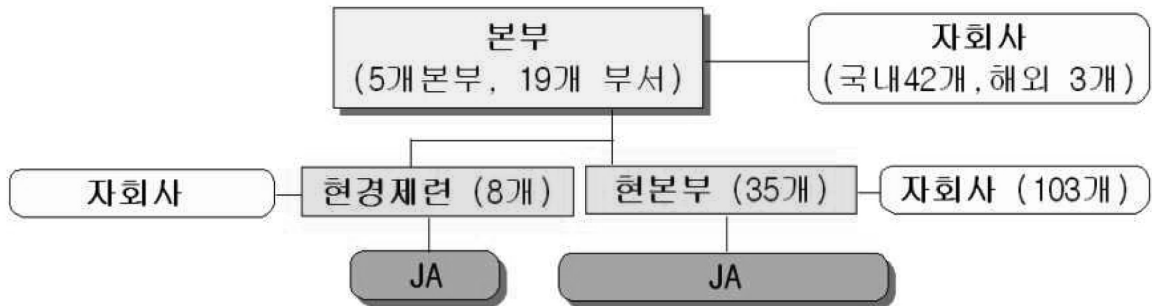 본부
(5개본부, 19개 부서)
자회사
(국내42개,해외 3개)
자회사
현경제련 (8개)
현본부 (35개)
자회사 (103개)
JA
JA